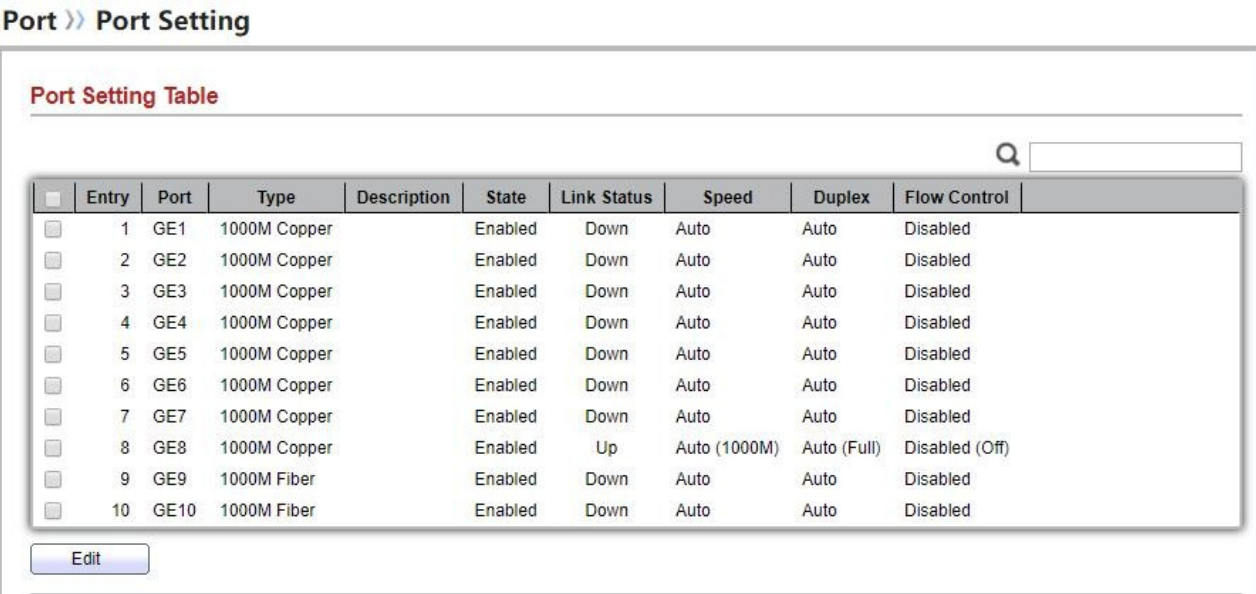 Port » Port Setting
Port Setting Table
Entry Port Type Description State Link Status Speed Duplex Flow Control
1 GE1 1000M Copper Enabled Down Auto Auto Disabled
2 GE2 1000M Copper Enabled Down Auto Auto Disabled
3 GE3 1000M Copper Enabled Down Auto Auto Disabled
4 GE4 1000M Copper Enabled Down Auto Auto Disabled
5 GE5 1000M Copper Enabled Down Auto Auto Disabled
6 GE6 1000M Copper Enabled Down Auto Auto Disabled
7 GE7 1000M Copper Enabled Down Auto Auto Disabled
8 GE8 1000M Copper Enabled Up Auto (1000M) Auto (Full) Disabled (Off)
9 GE9 1000M Fiber Enabled Down Auto Auto Disabled
10 GE10 1000M Fiber Enabled Down Auto Auto Disabled
Edit